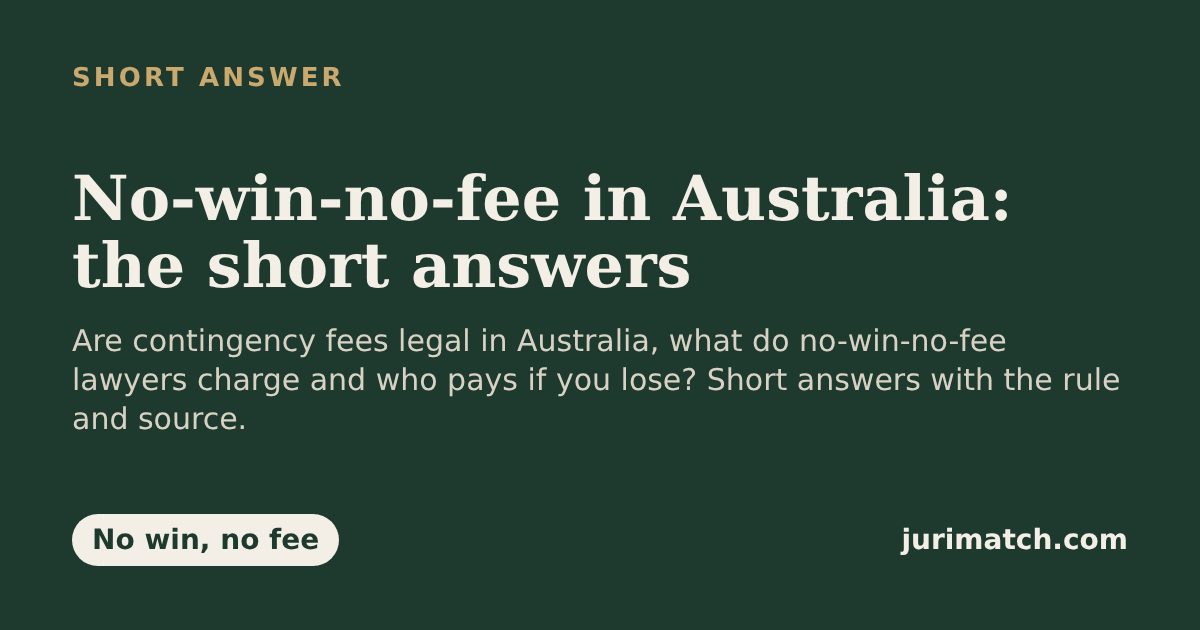 SHORT ANSWER
No-win-no-fee in Australia:
the short answers
Are contingency fees legal in Australia, what do no-win-no-fee
lawyers charge and who pays if you lose? Short answers with the rule
and source.
No win, no fee
jurimatch.com